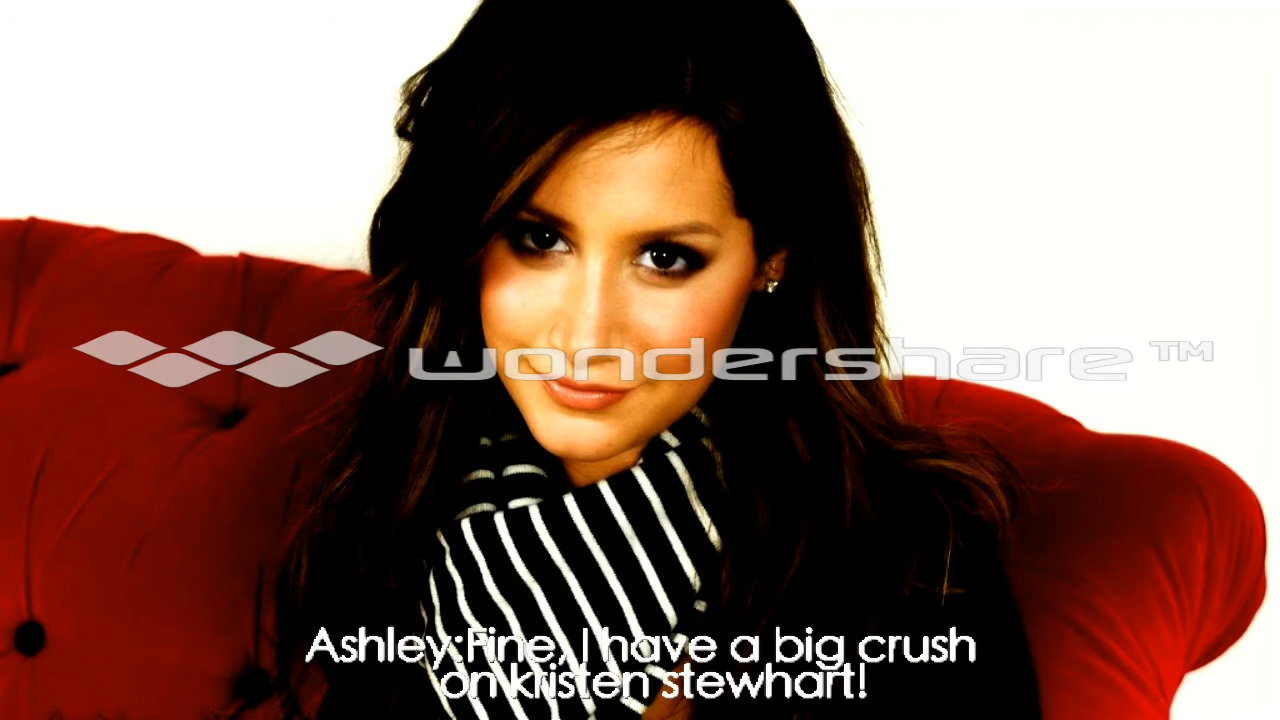 wondershare™
Ashley:Fine, I have a big crush
on kristen stewhart!